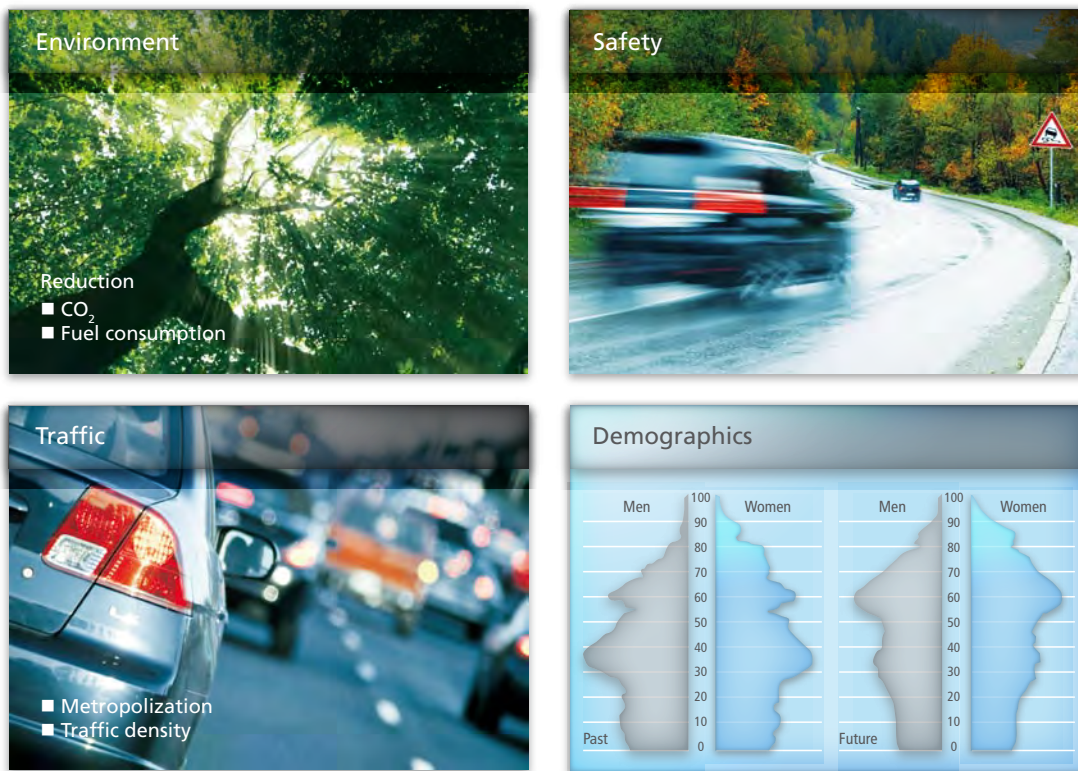 Environment
Reduction
■ CO₂
■ Fuel consumption
Safety
Traffic
■ Metropolization
■ Traffic density
Demographics
Men
100
Women
90
80
70
60
50
40
30
20
10
0
Past
Men
100
Women
90
80
70
60
50
40
30
20
10
0
Future